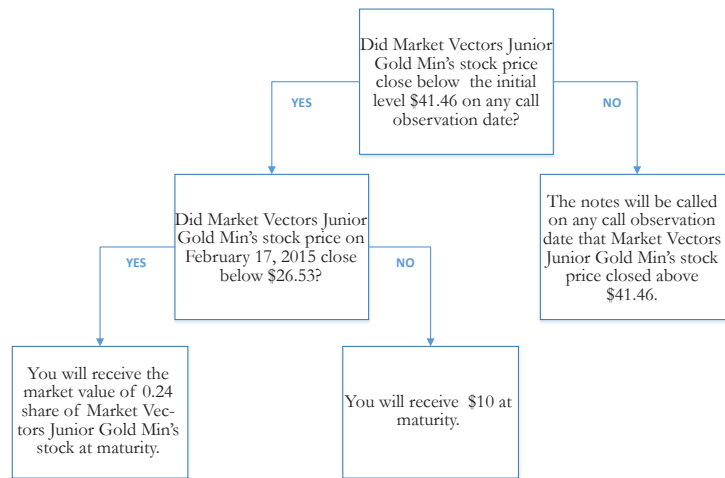 Did Market Vectors Junior
Gold Min's stock price
close below the initial
level $41.46 on any call
observation date?
YES
NO
Did Market Vectors Junior
Gold Min's stock price on
February 17, 2015 close
below $26.53?
The notes will be called
on any call observation
date that Market Vectors
Junior Gold Min's stock
price closed above
$41.46.
YES
NO
You will receive the
market value of 0.24
share of Market Vec-
tors Junior Gold Min's
stock at maturity.
You will receive $10 at
maturity.